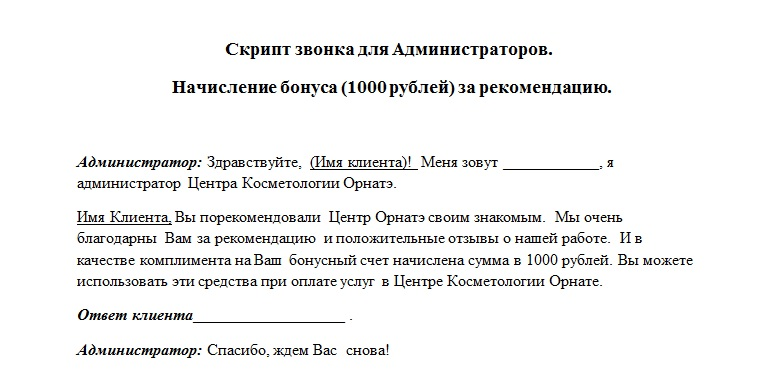 Скрипт звонка для Администраторов.
Начисление бонуса (1000 рублей) за рекомендацию.
Администратор: Здравствуйте, (Имя клиента)! Меня зовут ____________, я
администратор Центра Косметологии Орнатэ.
Имя Клиента, Вы порекомендовали Центр Орнатэ своим знакомым. Мы очень
благодарны Вам за рекомендацию и положительные отзывы о нашей работе. И в
качестве комплимента на Ваш бонусный счет начислена сумма в 1000 рублей. Вы можете
использовать эти средства при оплате услуг в Центре Косметологии Орнате.
Ответ клиента___________________ .
Администратор: Спасибо, ждем Вас снова!